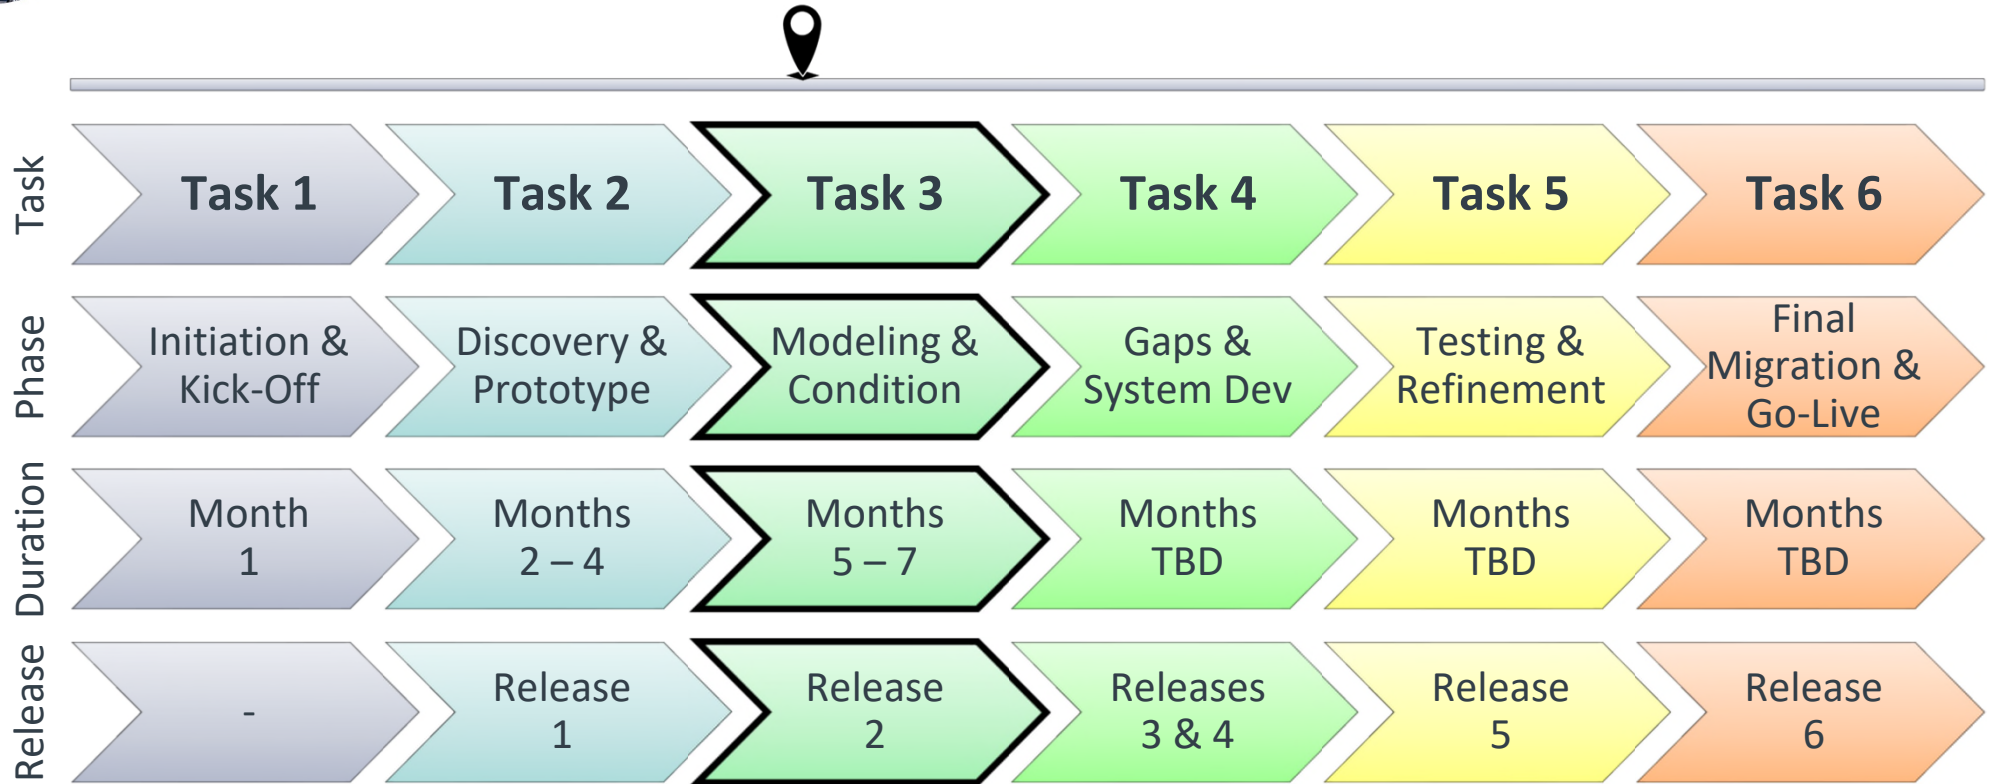 Task
Task 1
Task 2
Task 3
Task 4
Task 5
Task 6
Phase
Initiation &
Kick-Off
Discovery &
Prototype
Modeling &
Condition
Gaps &
System Dev
Testing &
Refinement
Final
Migration &
Go-Live
Duration
Month
1
Months
2 – 4
Months
5 – 7
Months
TBD
Months
TBD
Months
TBD
Release
-
Release
1
Release
2
Releases
3 & 4
Release
5
Release
6